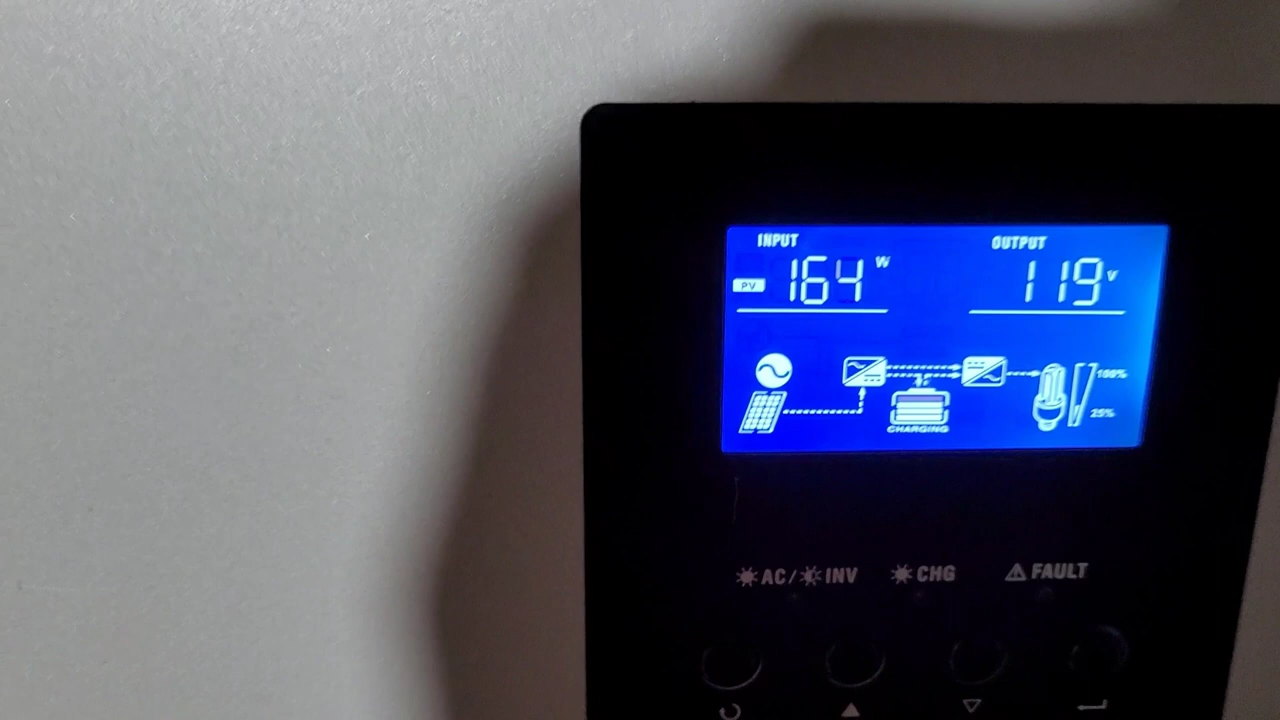 INPUT OUTPUT
PV 164 W 119 V
100%
25%
CHARGING
AC/ INV CHG FAULT